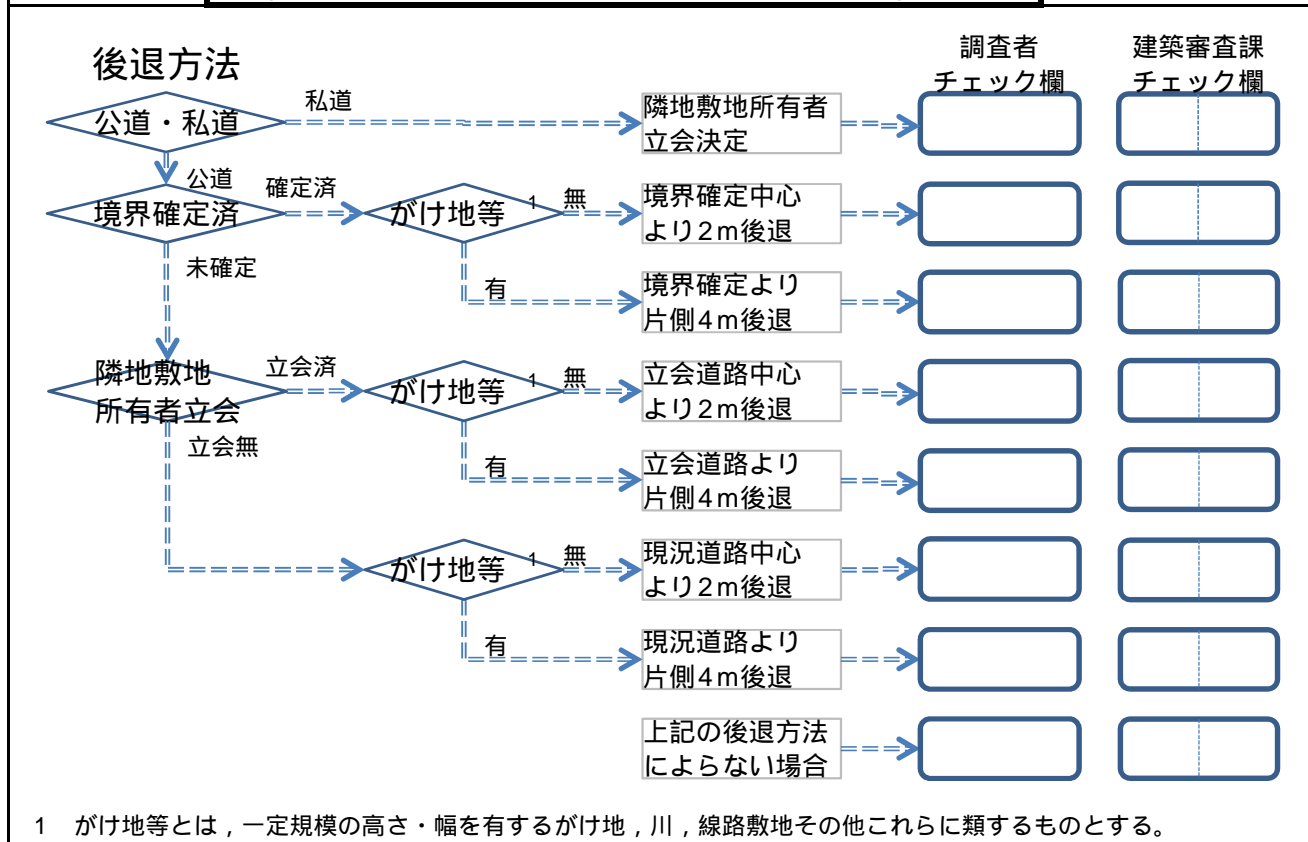 後退方法
調査者
チェック欄
建築審査課
チェック欄
公道・私道
私道
隣地敷地所有者
立会決定
公道
境界確定済
確定済
がけ地等 1
無
境界確定中心
より2m後退
未確定
有
境界確定より
片側4m後退
隣地敷地
所有者立会
立会済
がけ地等 1
無
立会道路中心
より2m後退
立会無
有
立会道路より
片側4m後退
がけ地等 1
無
現況道路中心
より2m後退
有
現況道路より
片側4m後退
上記の後退方法
によらない場合
1 がけ地等とは,一定規模の高さ・幅を有するがけ地,川,線路敷地その他これらに類するものとする。